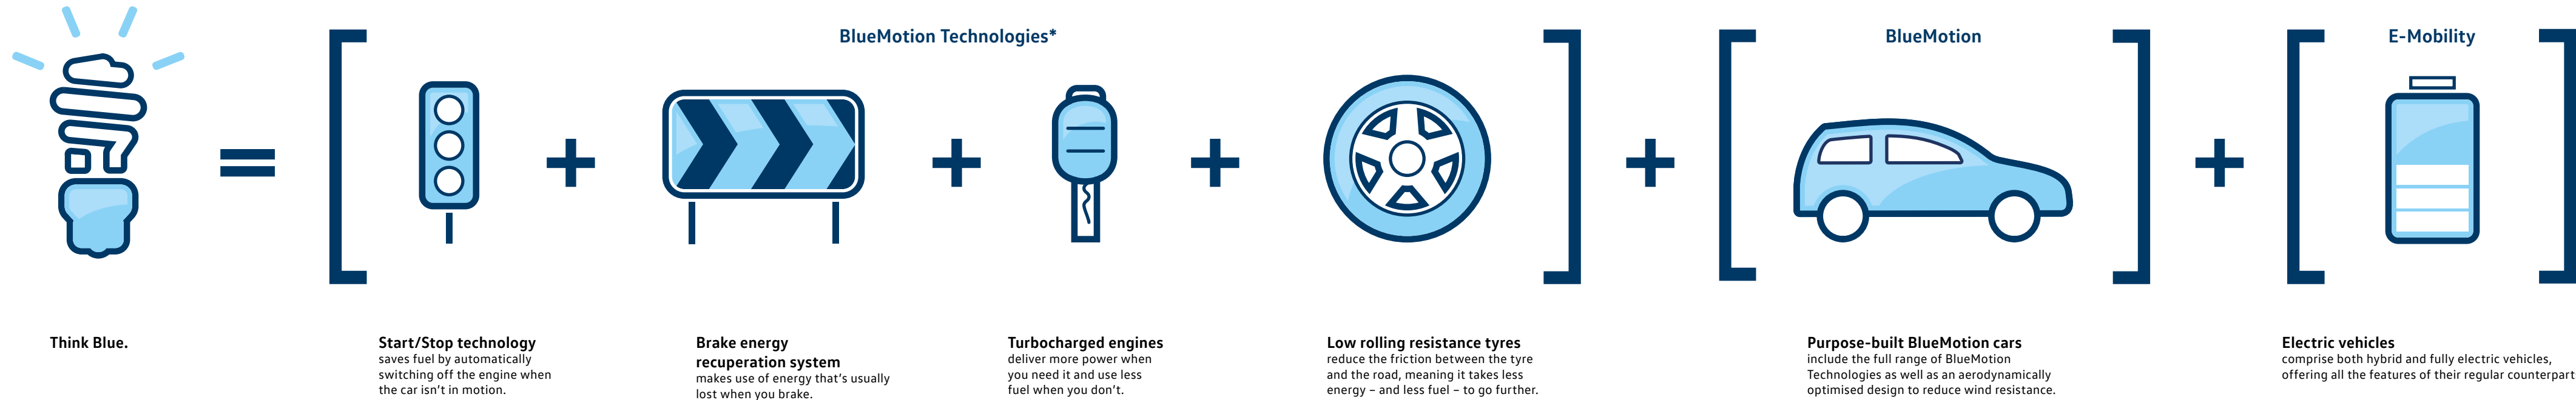 BlueMotion Technologies*
BlueMotion
E-Mobility
Think Blue.
Start/Stop technology
saves fuel by automatically
switching off the engine when
the car isn’t in motion.
Brake energy
recuperation system
makes use of energy that’s usually
lost when you brake.
Turbocharged engines
deliver more power when
you need it and use less
fuel when you don’t.
Low rolling resistance tyres
reduce the friction between the tyre
and the road, meaning it takes less
energy – and less fuel – to go further.
Purpose-built BlueMotion cars
include the full range of BlueMotion
Technologies as well as an aerodynamically
optimised design to reduce wind resistance.
Electric vehicles
comprise both hybrid and fully electric vehicles,
offering all the features of their regular counterpart